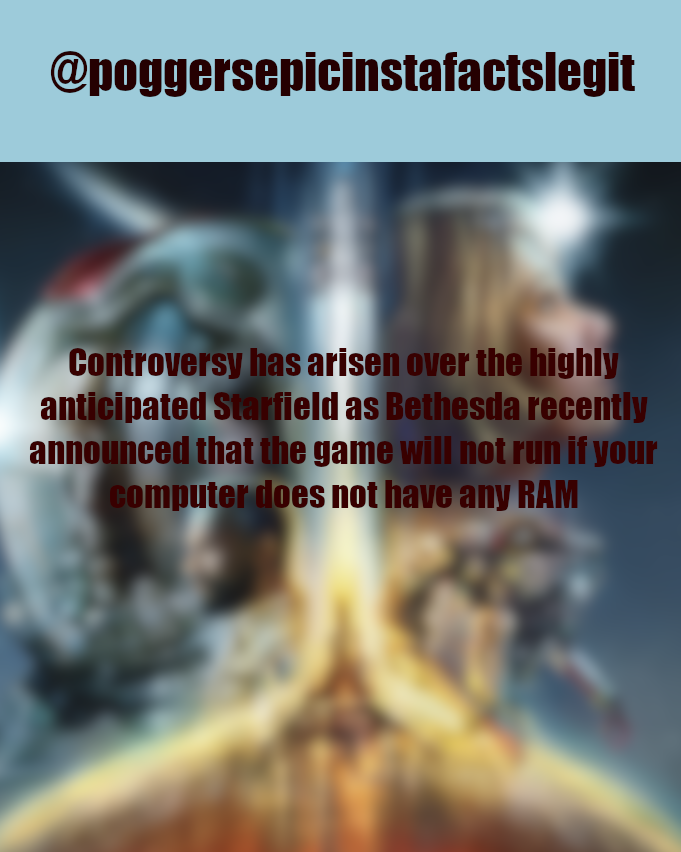 @poggersepicinstafactslegit
Controversy has arisen over the highly
anticipated Starfield as Bethesda recently
announced that the game will not run if your
computer does not have any RAM